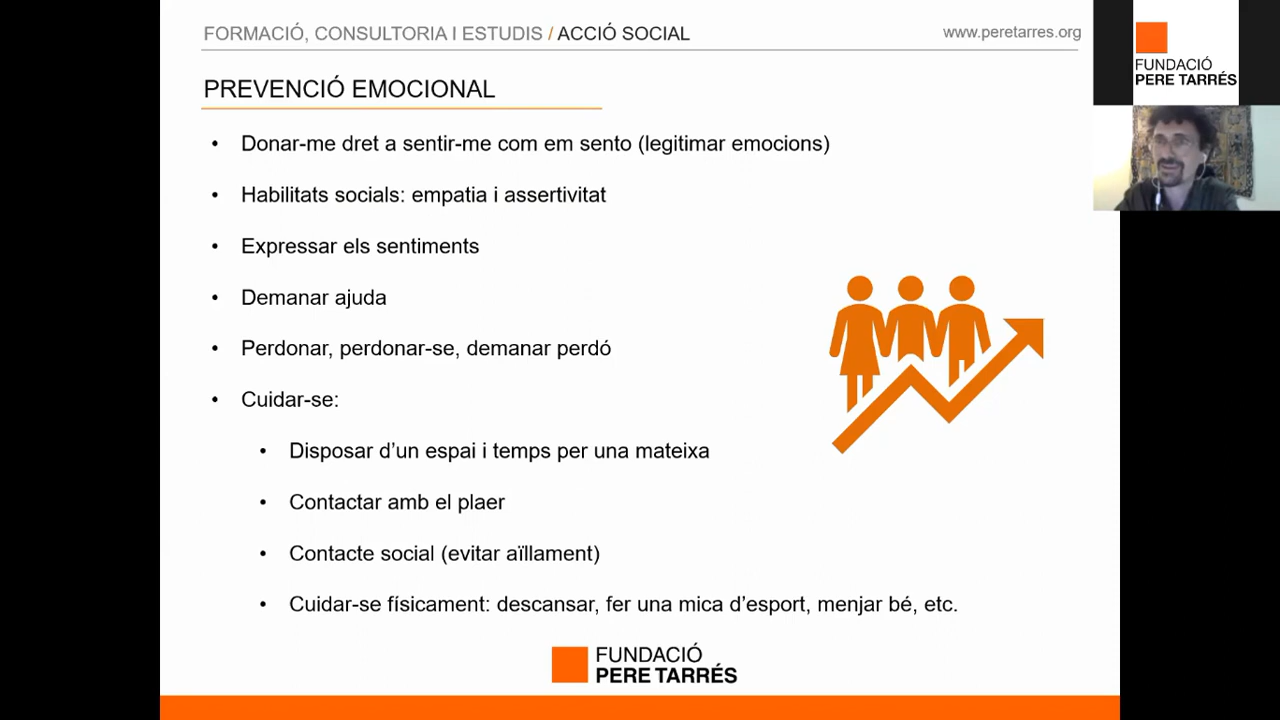 FORMACIÓ, CONSULTORIA I ESTUDIS / ACCIÓ SOCIAL
www.peretarres.org
FUNDACIÓ
PERE TARRÉS
PREVENCIÓ EMOCIONAL
• Donar-me dret a sentir-me com em sento (legitimar emocions)
• Habilitats socials: empatia i assertivitat
• Expressar els sentiments
• Demanar ajuda
• Perdonar, perdonar-se, demanar perdó
• Cuidar-se:
• Disposar d’un espai i temps per una mateixa
• Contactar amb el plaer
• Contacte social (evitar aïllament)
• Cuidar-se físicament: descansar, fer una mica d’esport, menjar bé, etc.
FUNDACIÓ
PERE TARRÉS